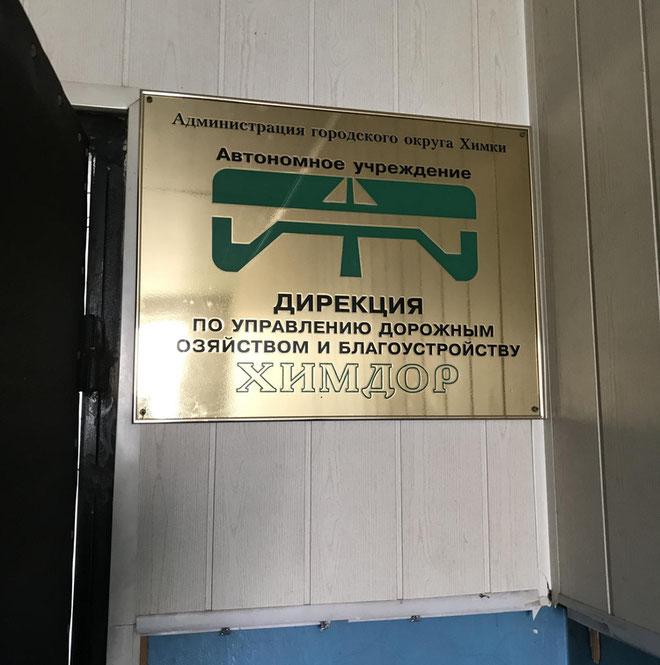 Администрация городского округа Химки
Автономное учреждение
ДИРЕКЦИЯ
ПО УПРАВЛЕНИЮ ДОРОЖНЫМ
ОЗЯЙСТВОМ И БЛАГОУСТРОЙСТВУ
ХИМДОР